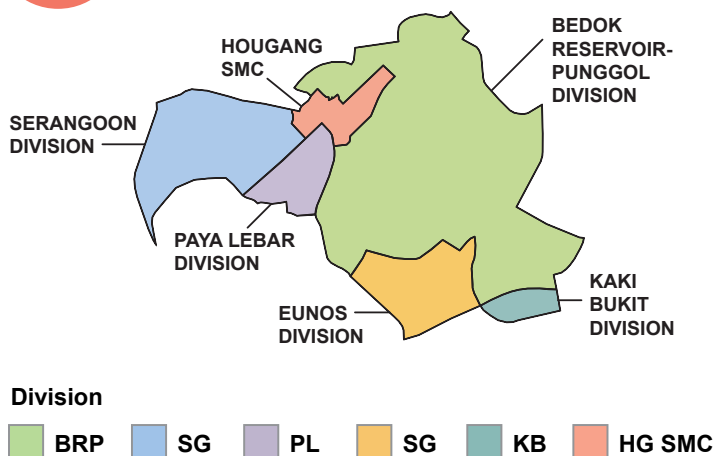 HOUGANG
SMC
BEDOK
RESERVOIR-
PUNGGOL
DIVISION
SERANGOON
DIVISION
PAYA LEBAR
DIVISION
EUNOS
DIVISION
KAKI
BUKIT
DIVISION
Division
BRP SG PL SG KB HG SMC